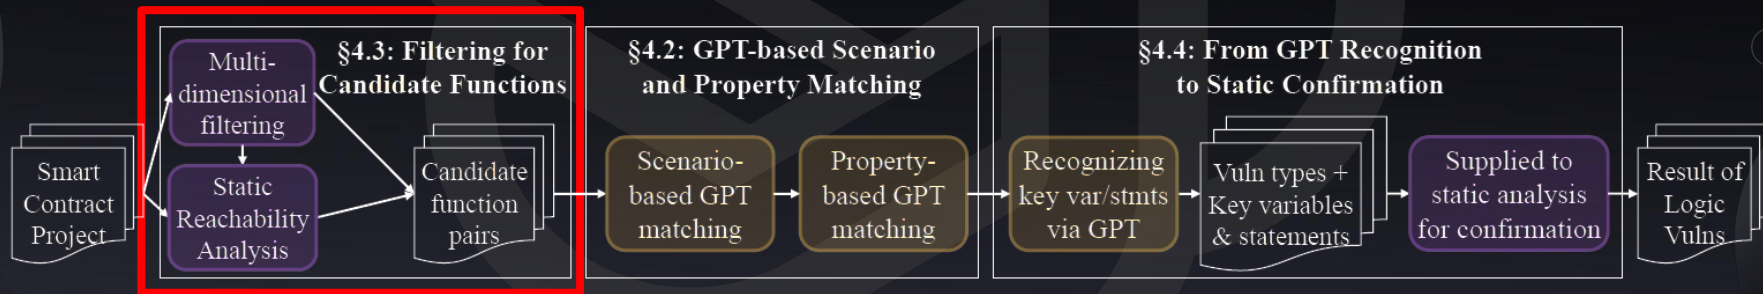 Smart
Contract
Project
§4.3: Filtering for
Candidate Functions
Multi-
dimensional
filtering
Static
Reachability
Analysis
Candidate
function
pairs
§4.2: GPT-based Scenario
and Property Matching
Scenario-
based GPT
matching
Property-
based GPT
matching
§4.4: From GPT Recognition
to Static Confirmation
Recognizing
key var/stmts
via GPT
Vuln types +
Key variables
& statements
Supplied to
static analysis
for confirmation
Result of
Logic
Vulns